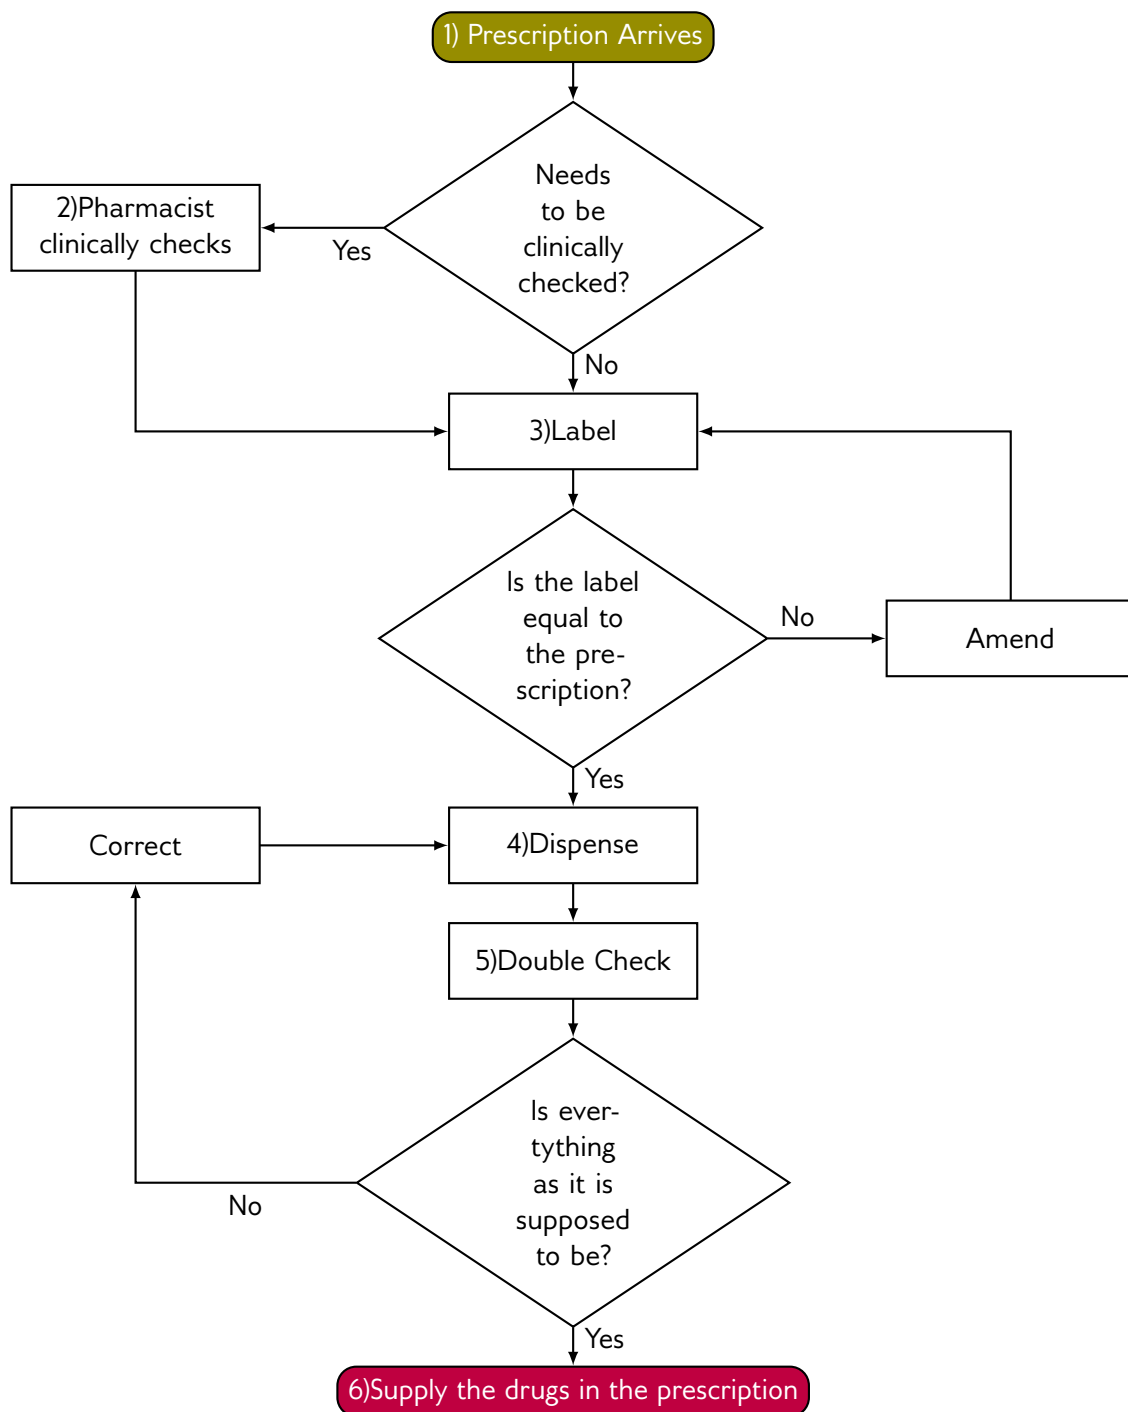 1) Prescription Arrives
Needs
to be
clinically
checked?
2)Pharmacist
clinically checks
Yes
No
3)Label
Is the label
equal to
the pre-
scription?
No
Amend
Yes
Correct
4)Dispense
5)Double Check
Is ever-
tything
as it is
supposed
to be?
No
Yes
6)Supply the drugs in the prescription